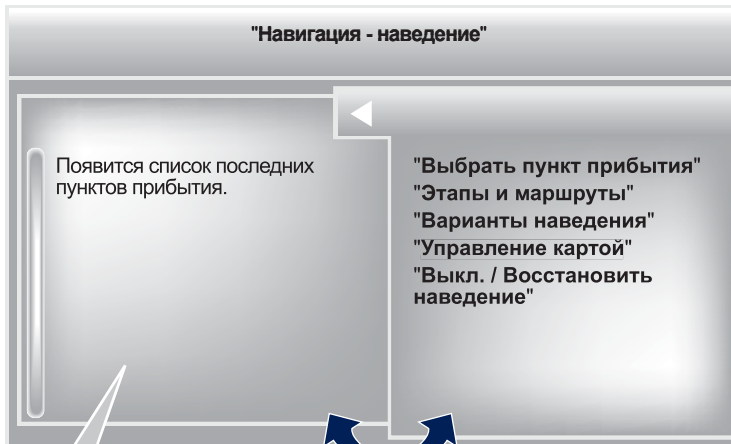 "Навигация - наведение"
Появится список последних
пунктов прибытия.
"Выбрать пункт прибытия"
"Этапы и маршруты"
"Варианты наведения"
"Управление картой"
"Выкл. / Восстановить
наведение"